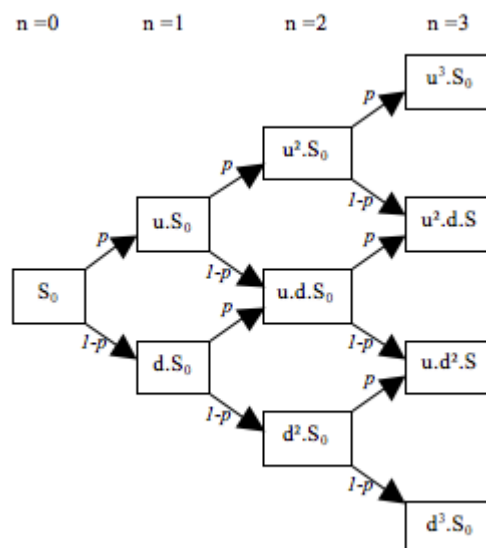 n =0 n =1 n =2 n =3
u³.S₀
p
u².S₀
p 1-p
u.S₀ u².d.S
p 1-p p
S₀ u.d.S₀
1-p p 1-p
d.S₀ u.d².S
1-p p
d².S₀
1-p
d³.S₀